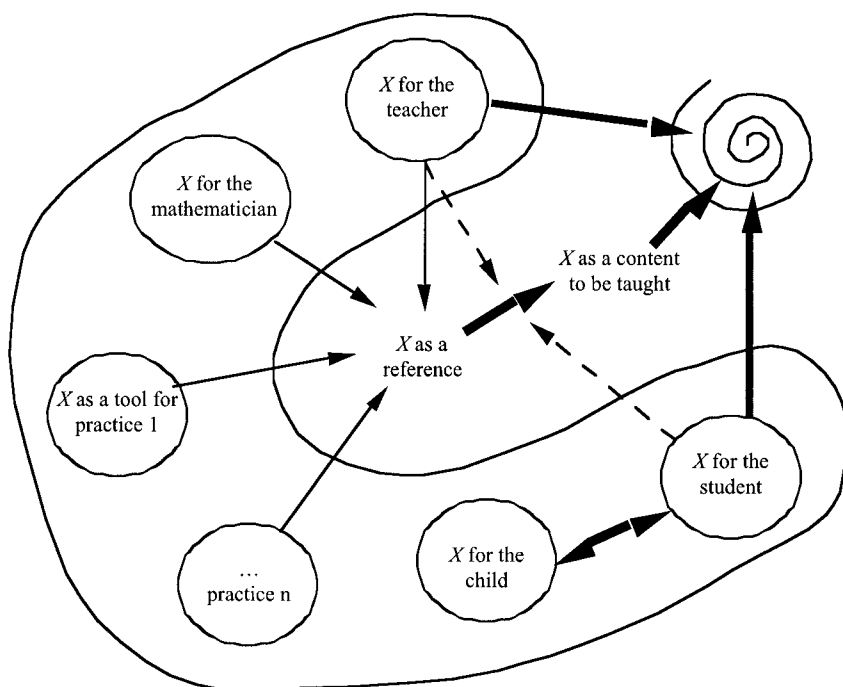 X for the
teacher
X for the
mathematician
X as a content
to be taught
X as a
reference
X as a tool for
practice 1
X for the
student
X for the
child
...
practice n